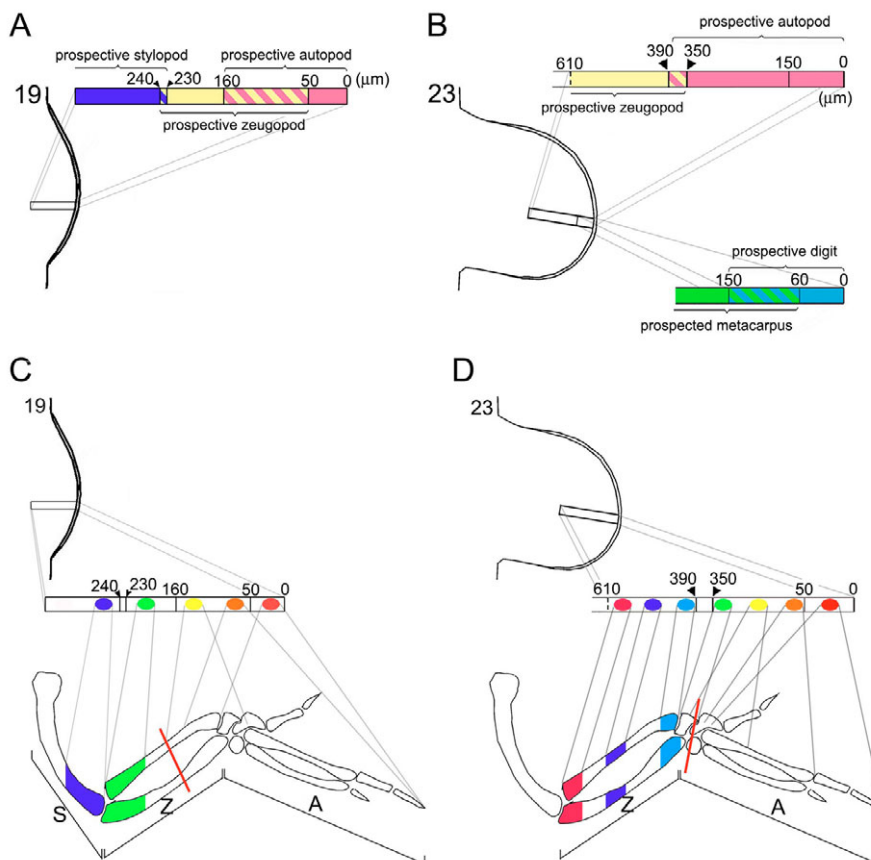 A
prospective stylopod
prospective autopod
240 230 160 50 0 (μm)
19
prospective zeugopod
B
prospective autopod
610 390 350 150 0
(μm)
prospective zeugopod
23
prospective digit
150 60 0
prospected metacarpus
C
19
240 230 160 50 0
S
Z
A
D
23
610 390 350 50 0
Z
A